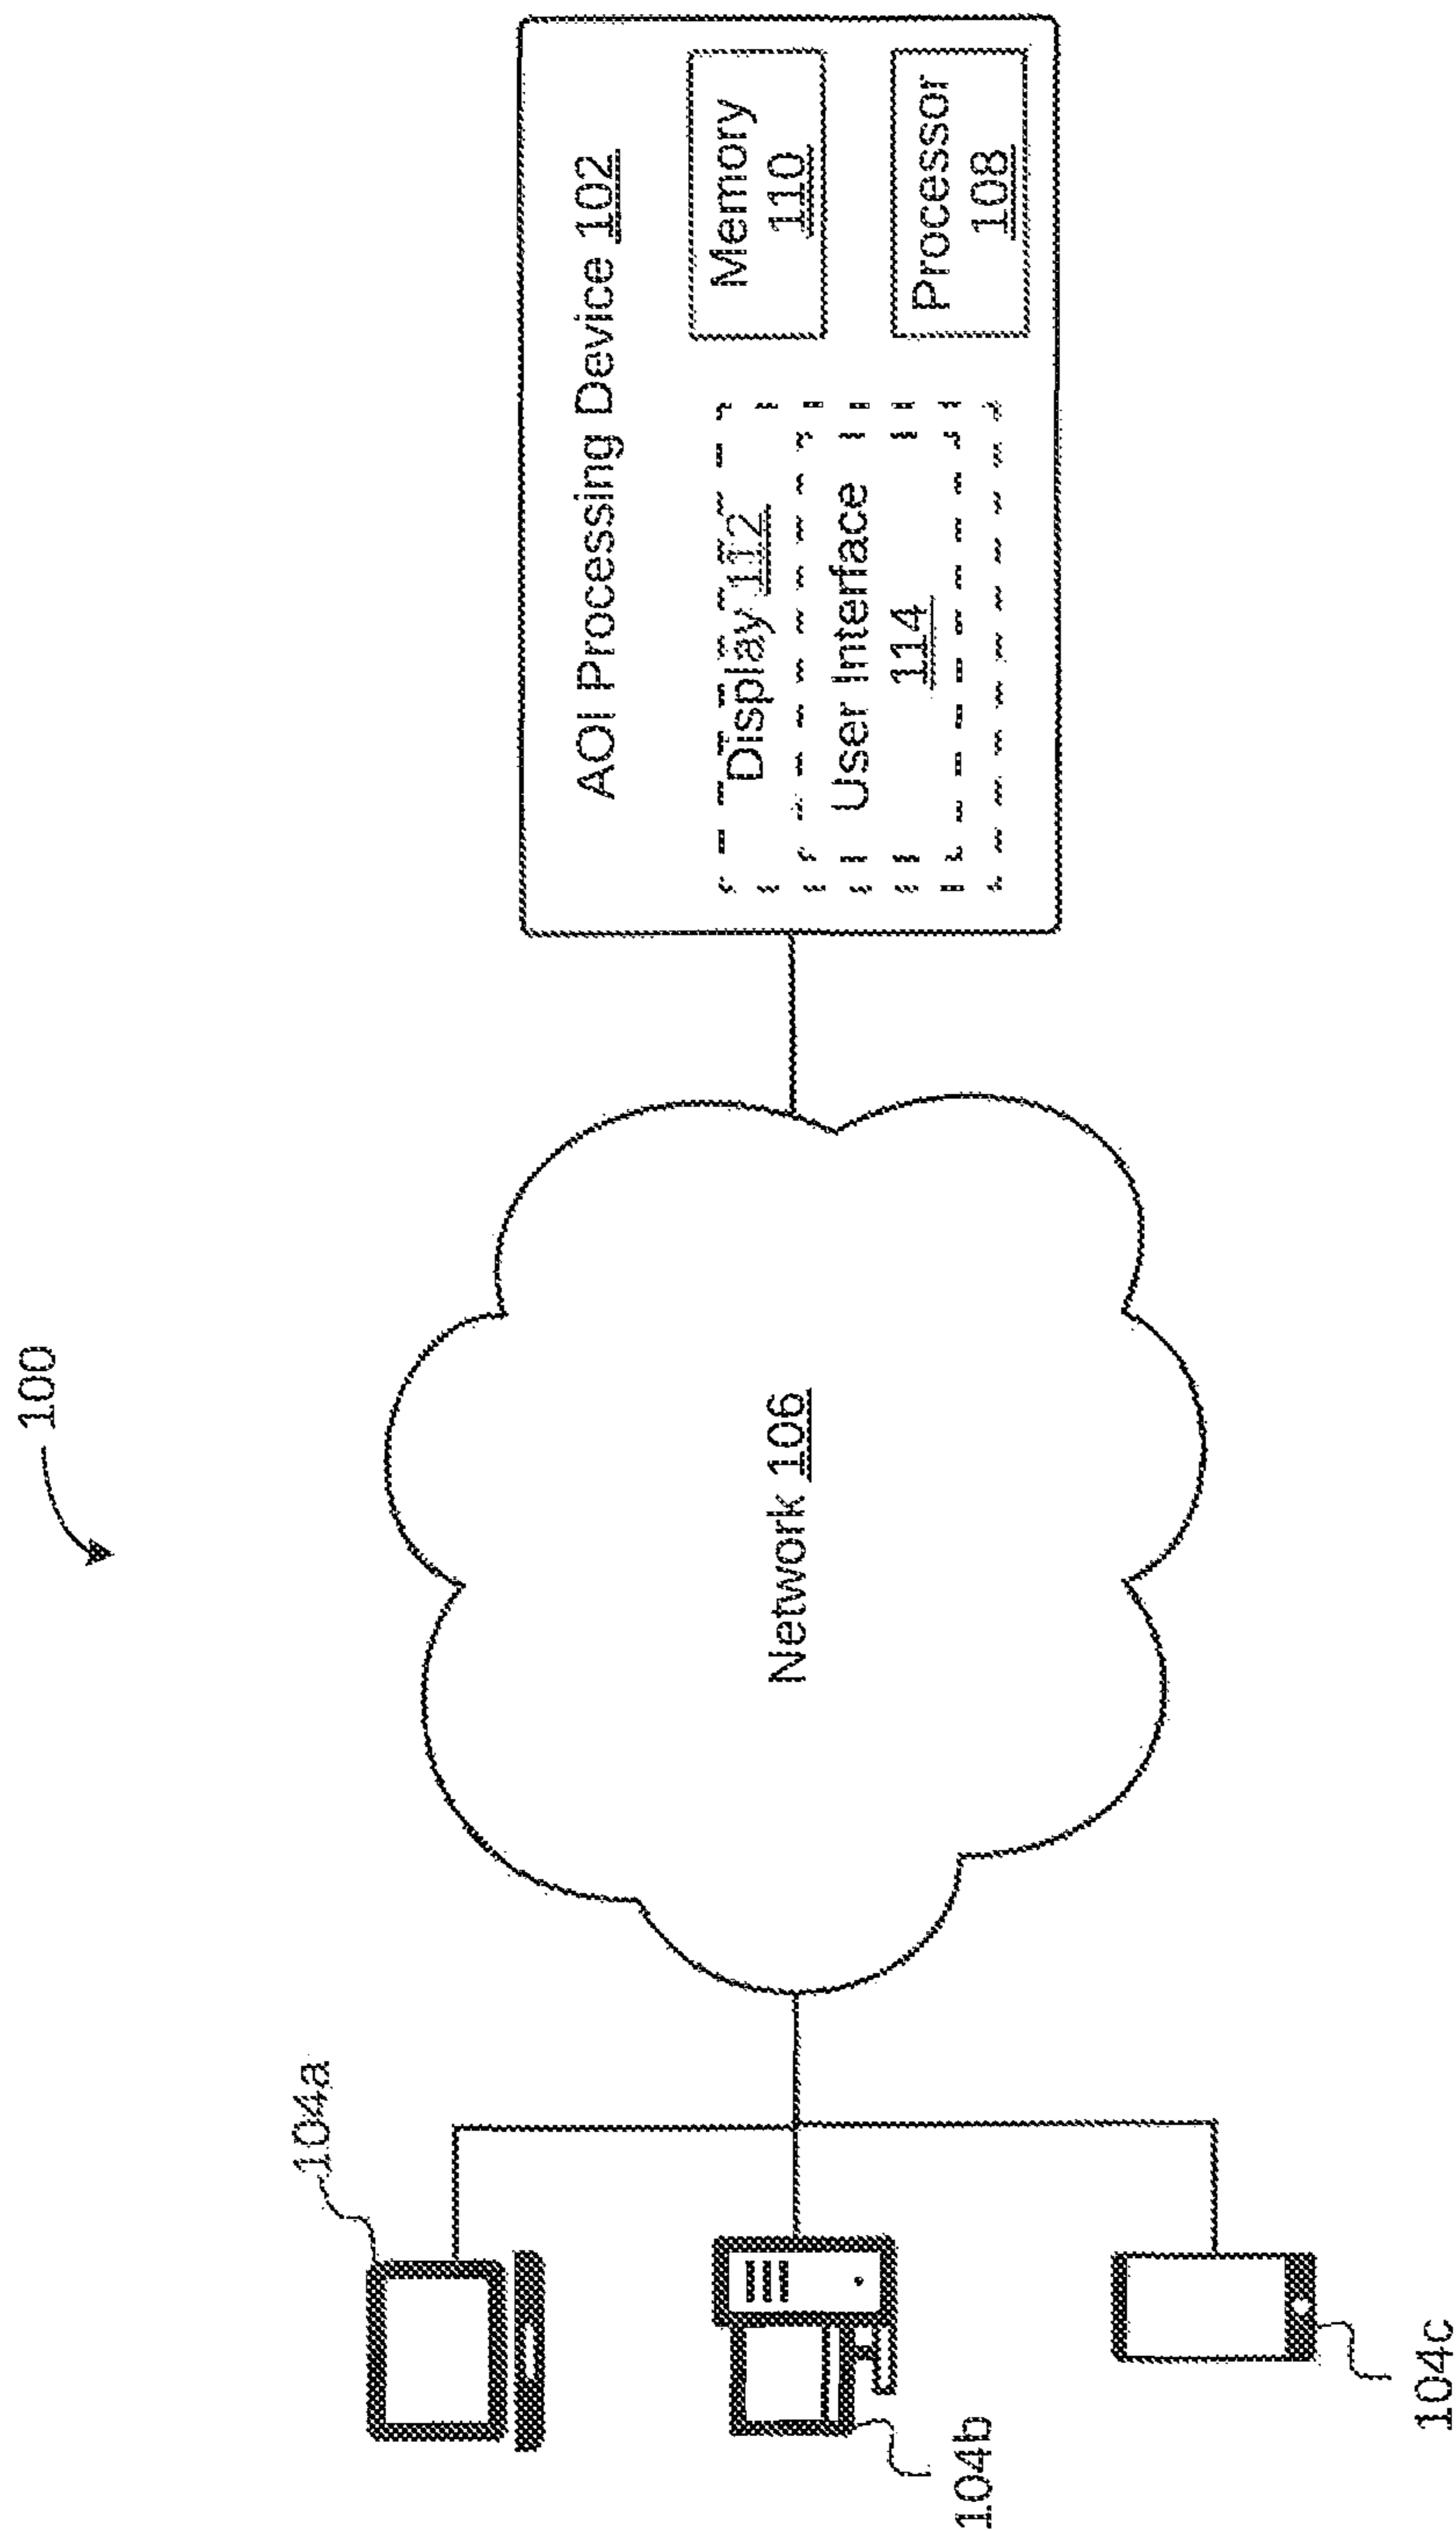 100
104a
104b
104c
Network 106
AOI Processing Device 102
Display 112
User Interface
114
Memory
110
Processor
108